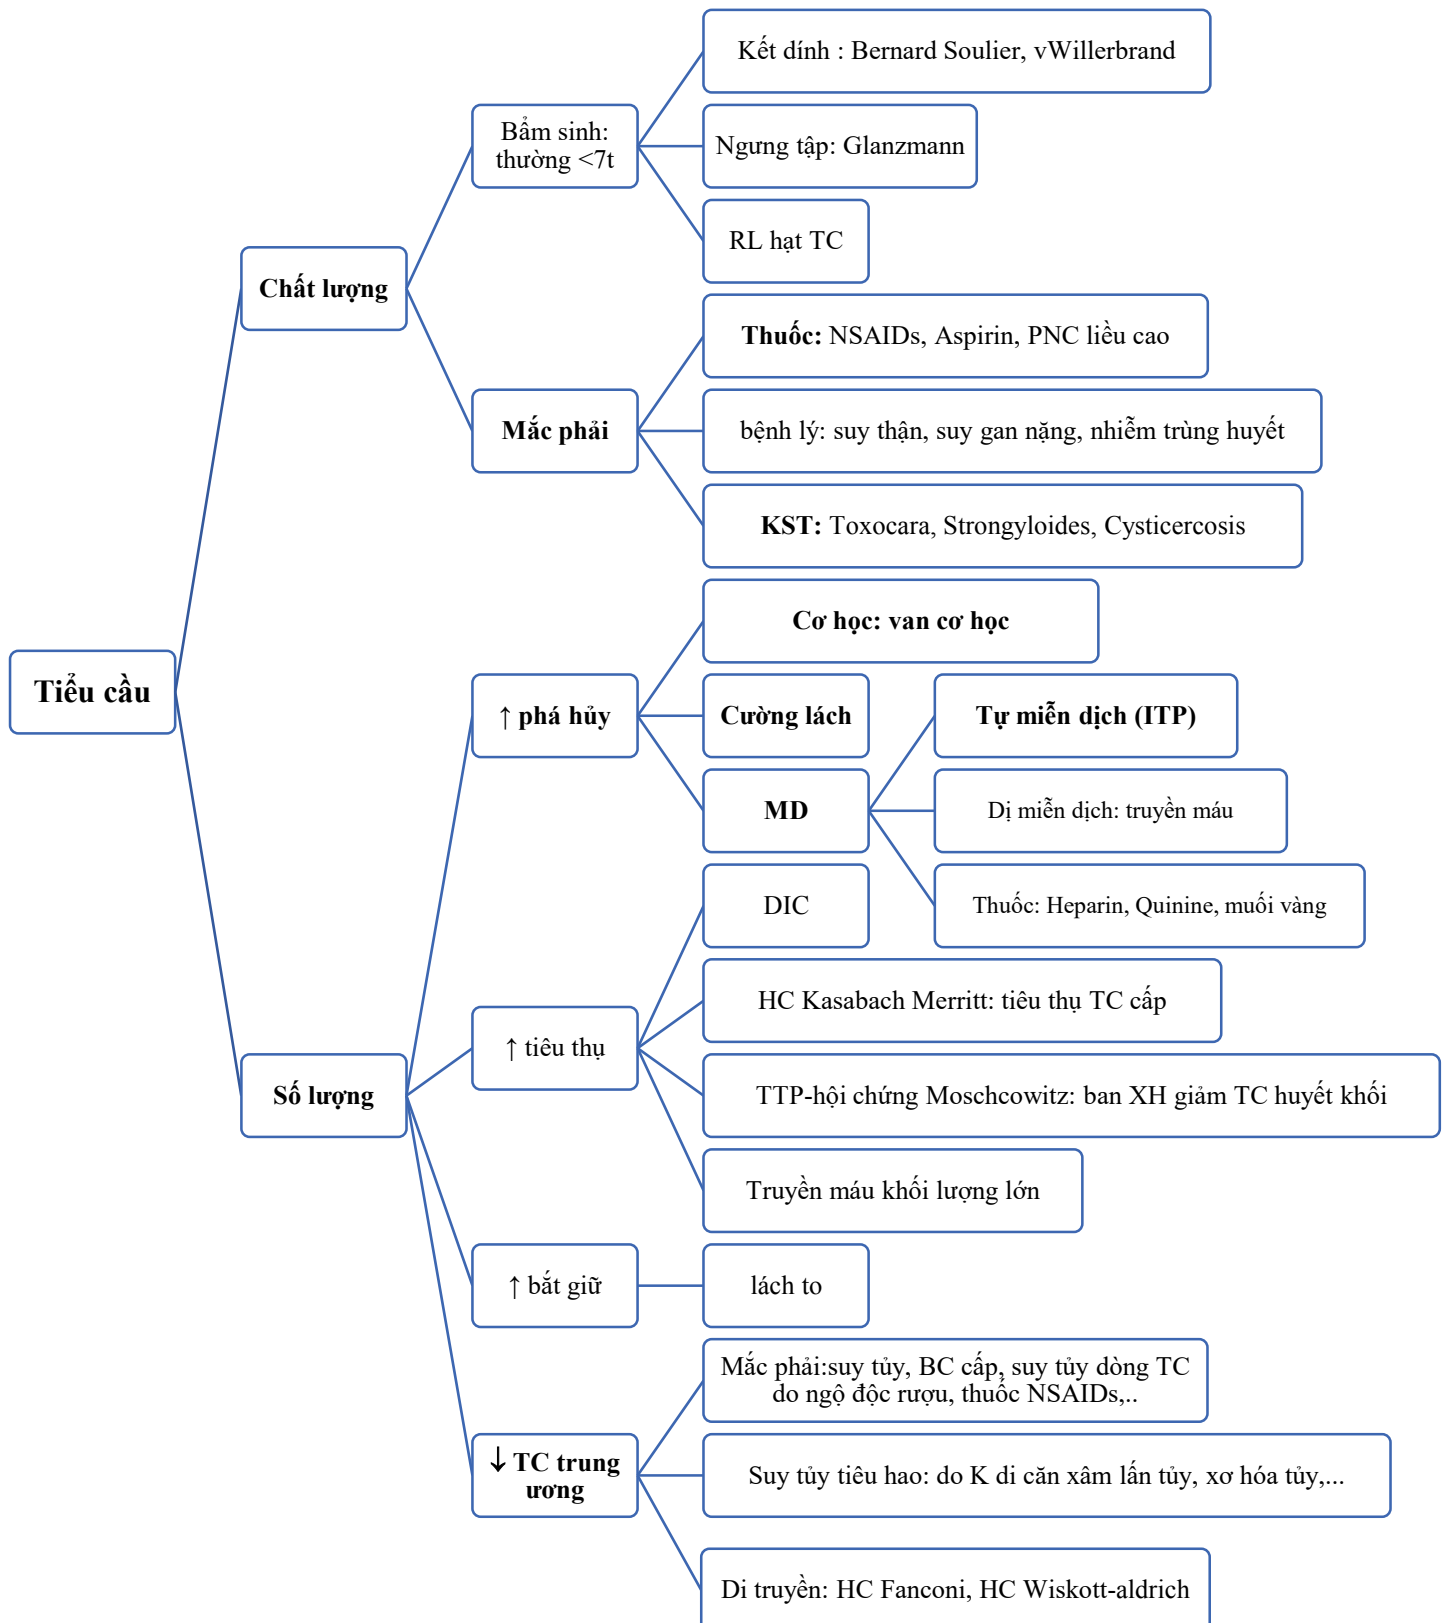 Tiểu cầu
Chất lượng
Bẩm sinh:
thường <7t
Kết dính : Bernard Soulier, vWillerbrand
Ngưng tập: Glanzmann
RL hạt TC
Mắc phải
Thuốc: NSAIDs, Aspirin, PNC liều cao
bệnh lý: suy thận, suy gan nặng, nhiễm trùng huyết
KST: Toxocara, Strongyloides, Cysticercosis
Số lượng
↑ phá hủy
Cơ học: van cơ học
Cường lách
MD
Tự miễn dịch (ITP)
Dị miễn dịch: truyền máu
Thuốc: Heparin, Quinine, muối vàng
↑ tiêu thụ
DIC
HC Kasabach Merritt: tiêu thụ TC cấp
TTP-hội chứng Moschcowitz: ban XH giảm TC huyết khối
Truyền máu khối lượng lớn
↑ bắt giữ
lách to
↓ TC trung
ương
Mắc phải:suy tủy, BC cấp, suy tủy dòng TC
do ngộ độc rượu, thuốc NSAIDs,..
Suy tủy tiêu hao: do K di căn xâm lấn tủy, xơ hóa tủy,...
Di truyền: HC Fanconi, HC Wiskott-aldrich